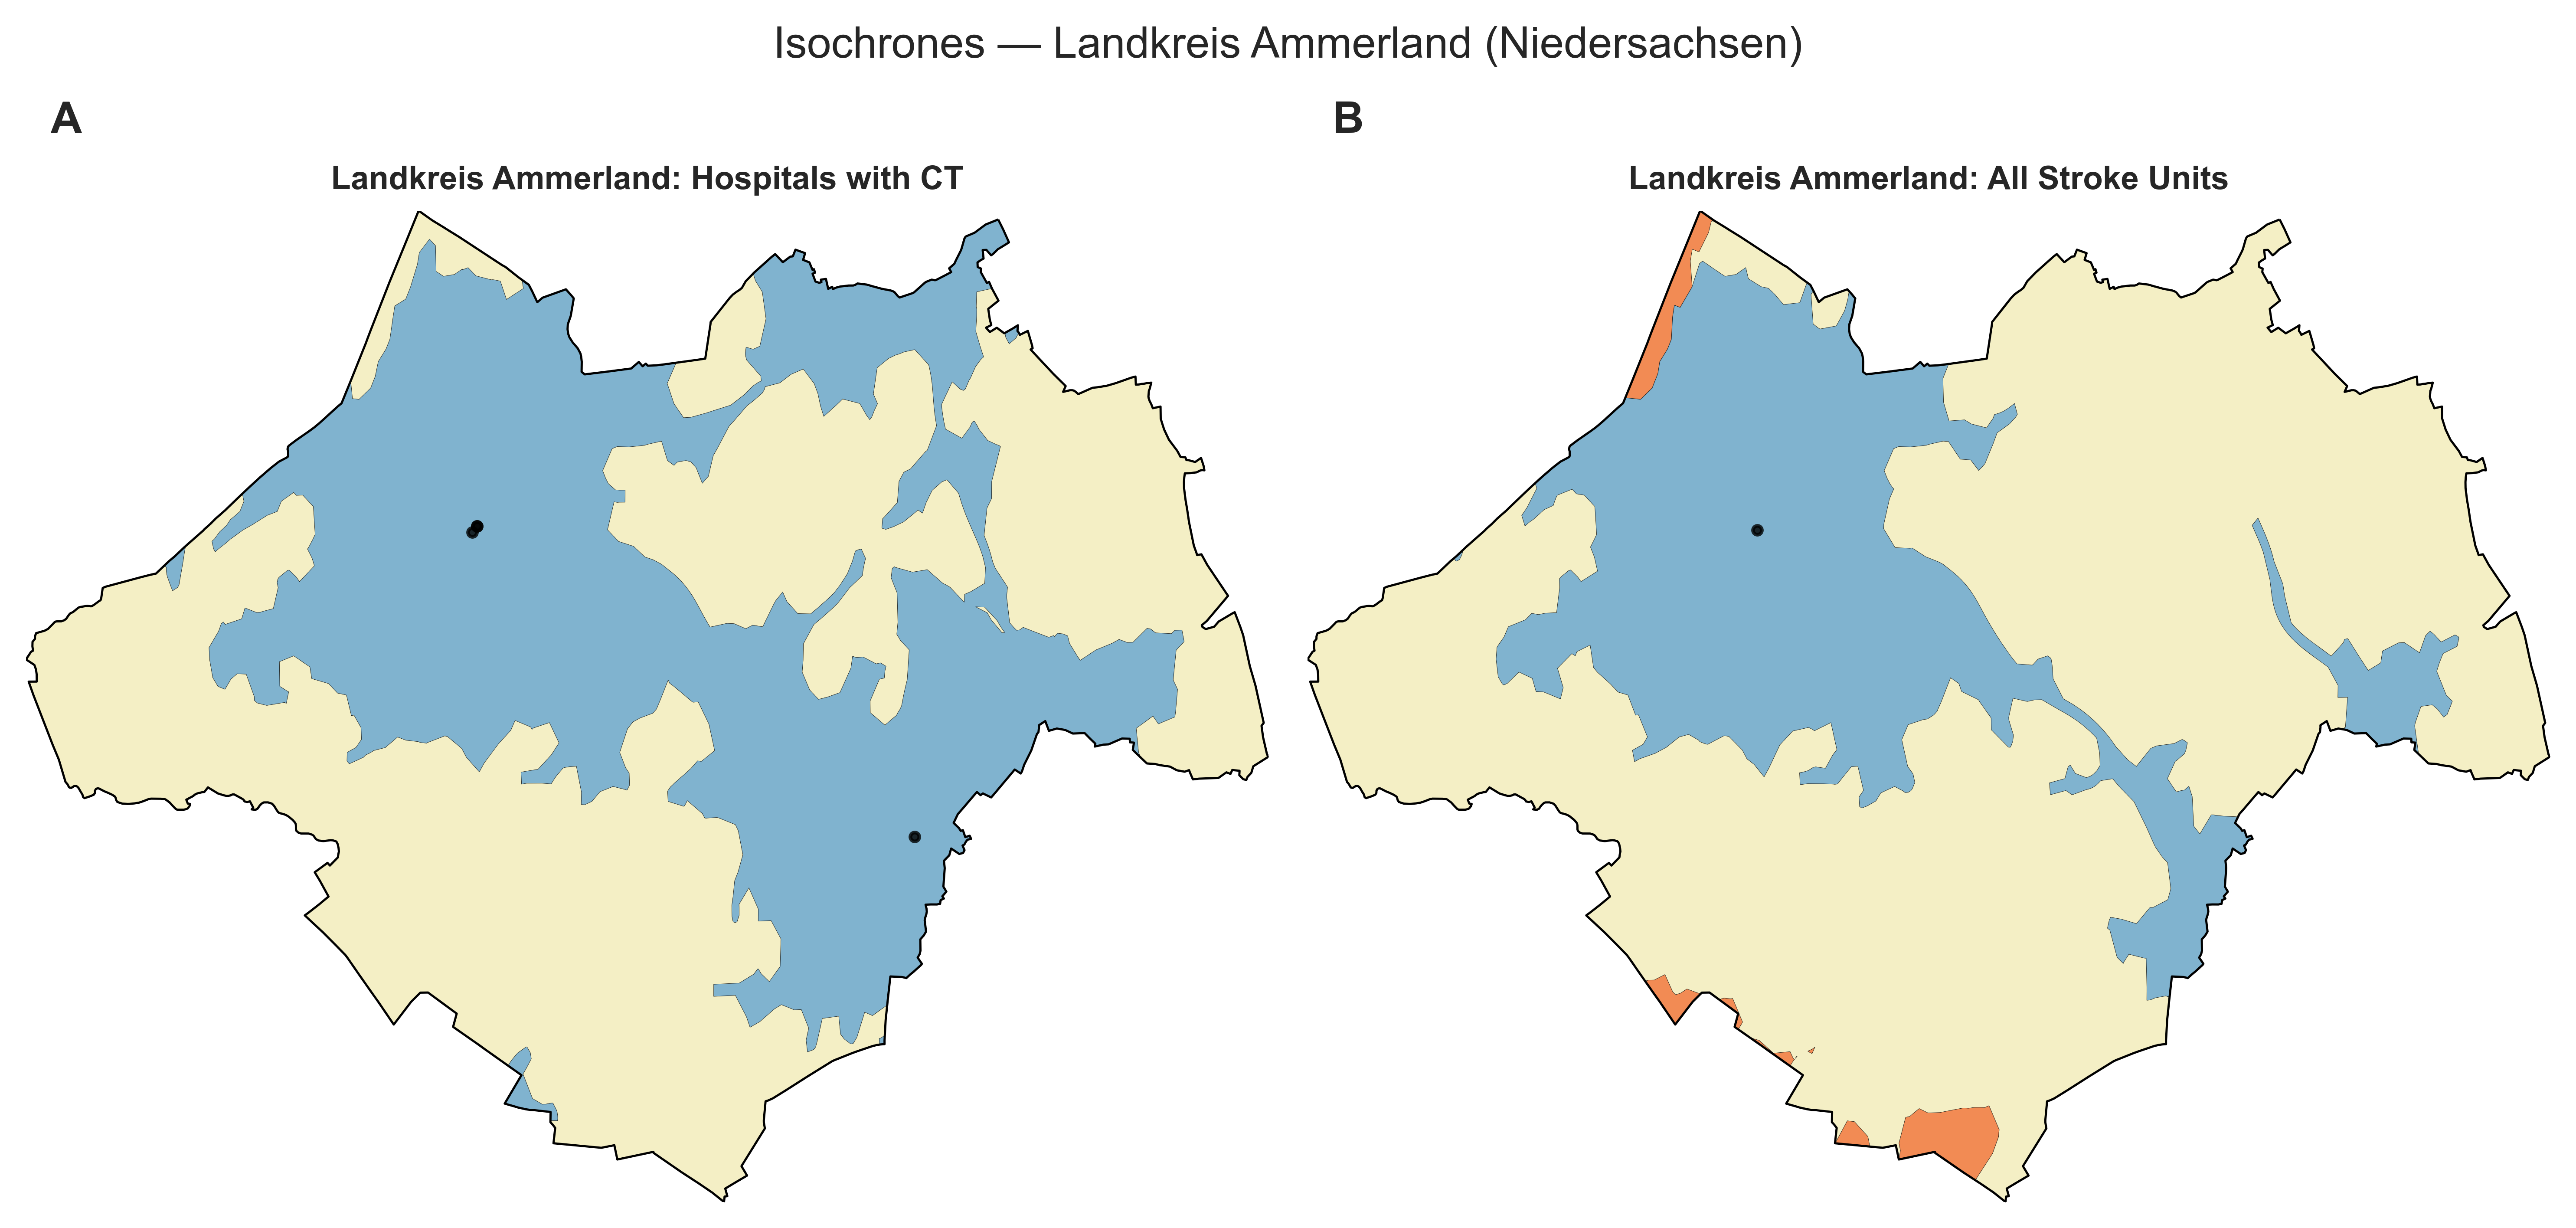 Isochrones — Landkreis Ammerland (Niedersachsen)
A
B
Landkreis Ammerland: Hospitals with CT
Landkreis Ammerland: All Stroke Units